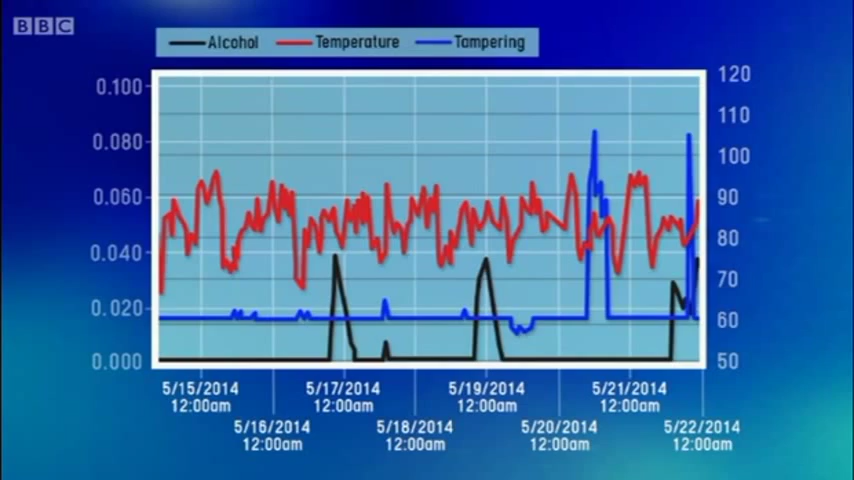 BBC
Alcohol Temperature Tampering
0.100
0.080
0.060
0.040
0.020
0.000
120
110
100
90
80
70
60
50
5/15/2014
12:00am
5/17/2014
12:00am
5/19/2014
12:00am
5/21/2014
12:00am
5/16/2014
12:00am
5/18/2014
12:00am
5/20/2014
12:00am
5/22/2014
12:00am